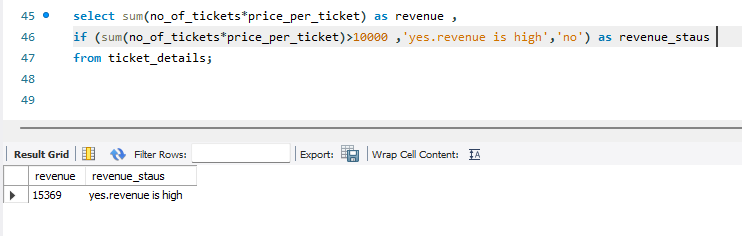 45 select sum(no_of_tickets*price_per_ticket) as revenue ,
46 if (sum(no_of_tickets*price_per_ticket)>10000 ,'yes.revenue is high','no') as revenue_staus
47 from ticket_details;
48
49
Result Grid Filter Rows: Export: Wrap Cell Content: IA
revenue revenue_staus
15369 yes.revenue is high